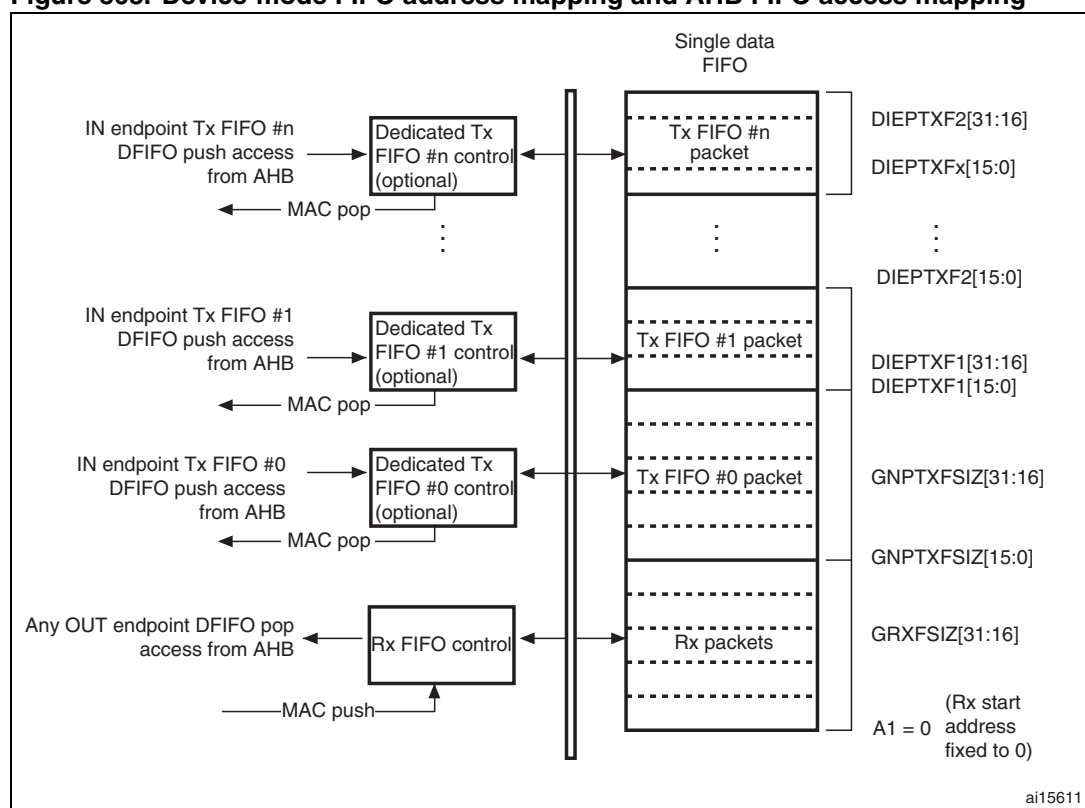 Figure 388. Device-mode FIFO address mapping and AHB FIFO access mapping
Single data
FIFO
IN endpoint Tx FIFO #n
DFIFO push access
from AHB
Dedicated Tx
FIFO #n control
(optional)
MAC pop
Tx FIFO #n
packet
DIEPTXF2[31:16]
DIEPTXFx[15:0]
DIEPTXF2[15:0]
IN endpoint Tx FIFO #1
DFIFO push access
from AHB
Dedicated Tx
FIFO #1 control
(optional)
MAC pop
Tx FIFO #1 packet
DIEPTXF1[31:16]
DIEPTXF1[15:0]
IN endpoint Tx FIFO #0
DFIFO push access
from AHB
Dedicated Tx
FIFO #0 control
(optional)
MAC pop
Tx FIFO #0 packet
GNPTXFSIZ[31:16]
GNPTXFSIZ[15:0]
Any OUT endpoint DFIFO pop
access from AHB
Rx FIFO control
MAC push
Rx packets
GRXFSIZ[31:16]
A1 = 0
(Rx start
address
fixed to 0)
ai15611